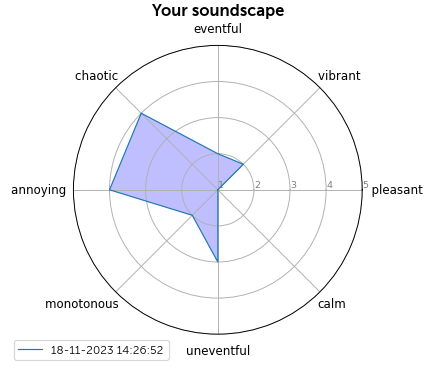 Your soundscape
eventful
chaotic
vibrant
annoying
1
2
3
4
5
pleasant
monotonous
calm
18-11-2023 14:26:52
uneventful